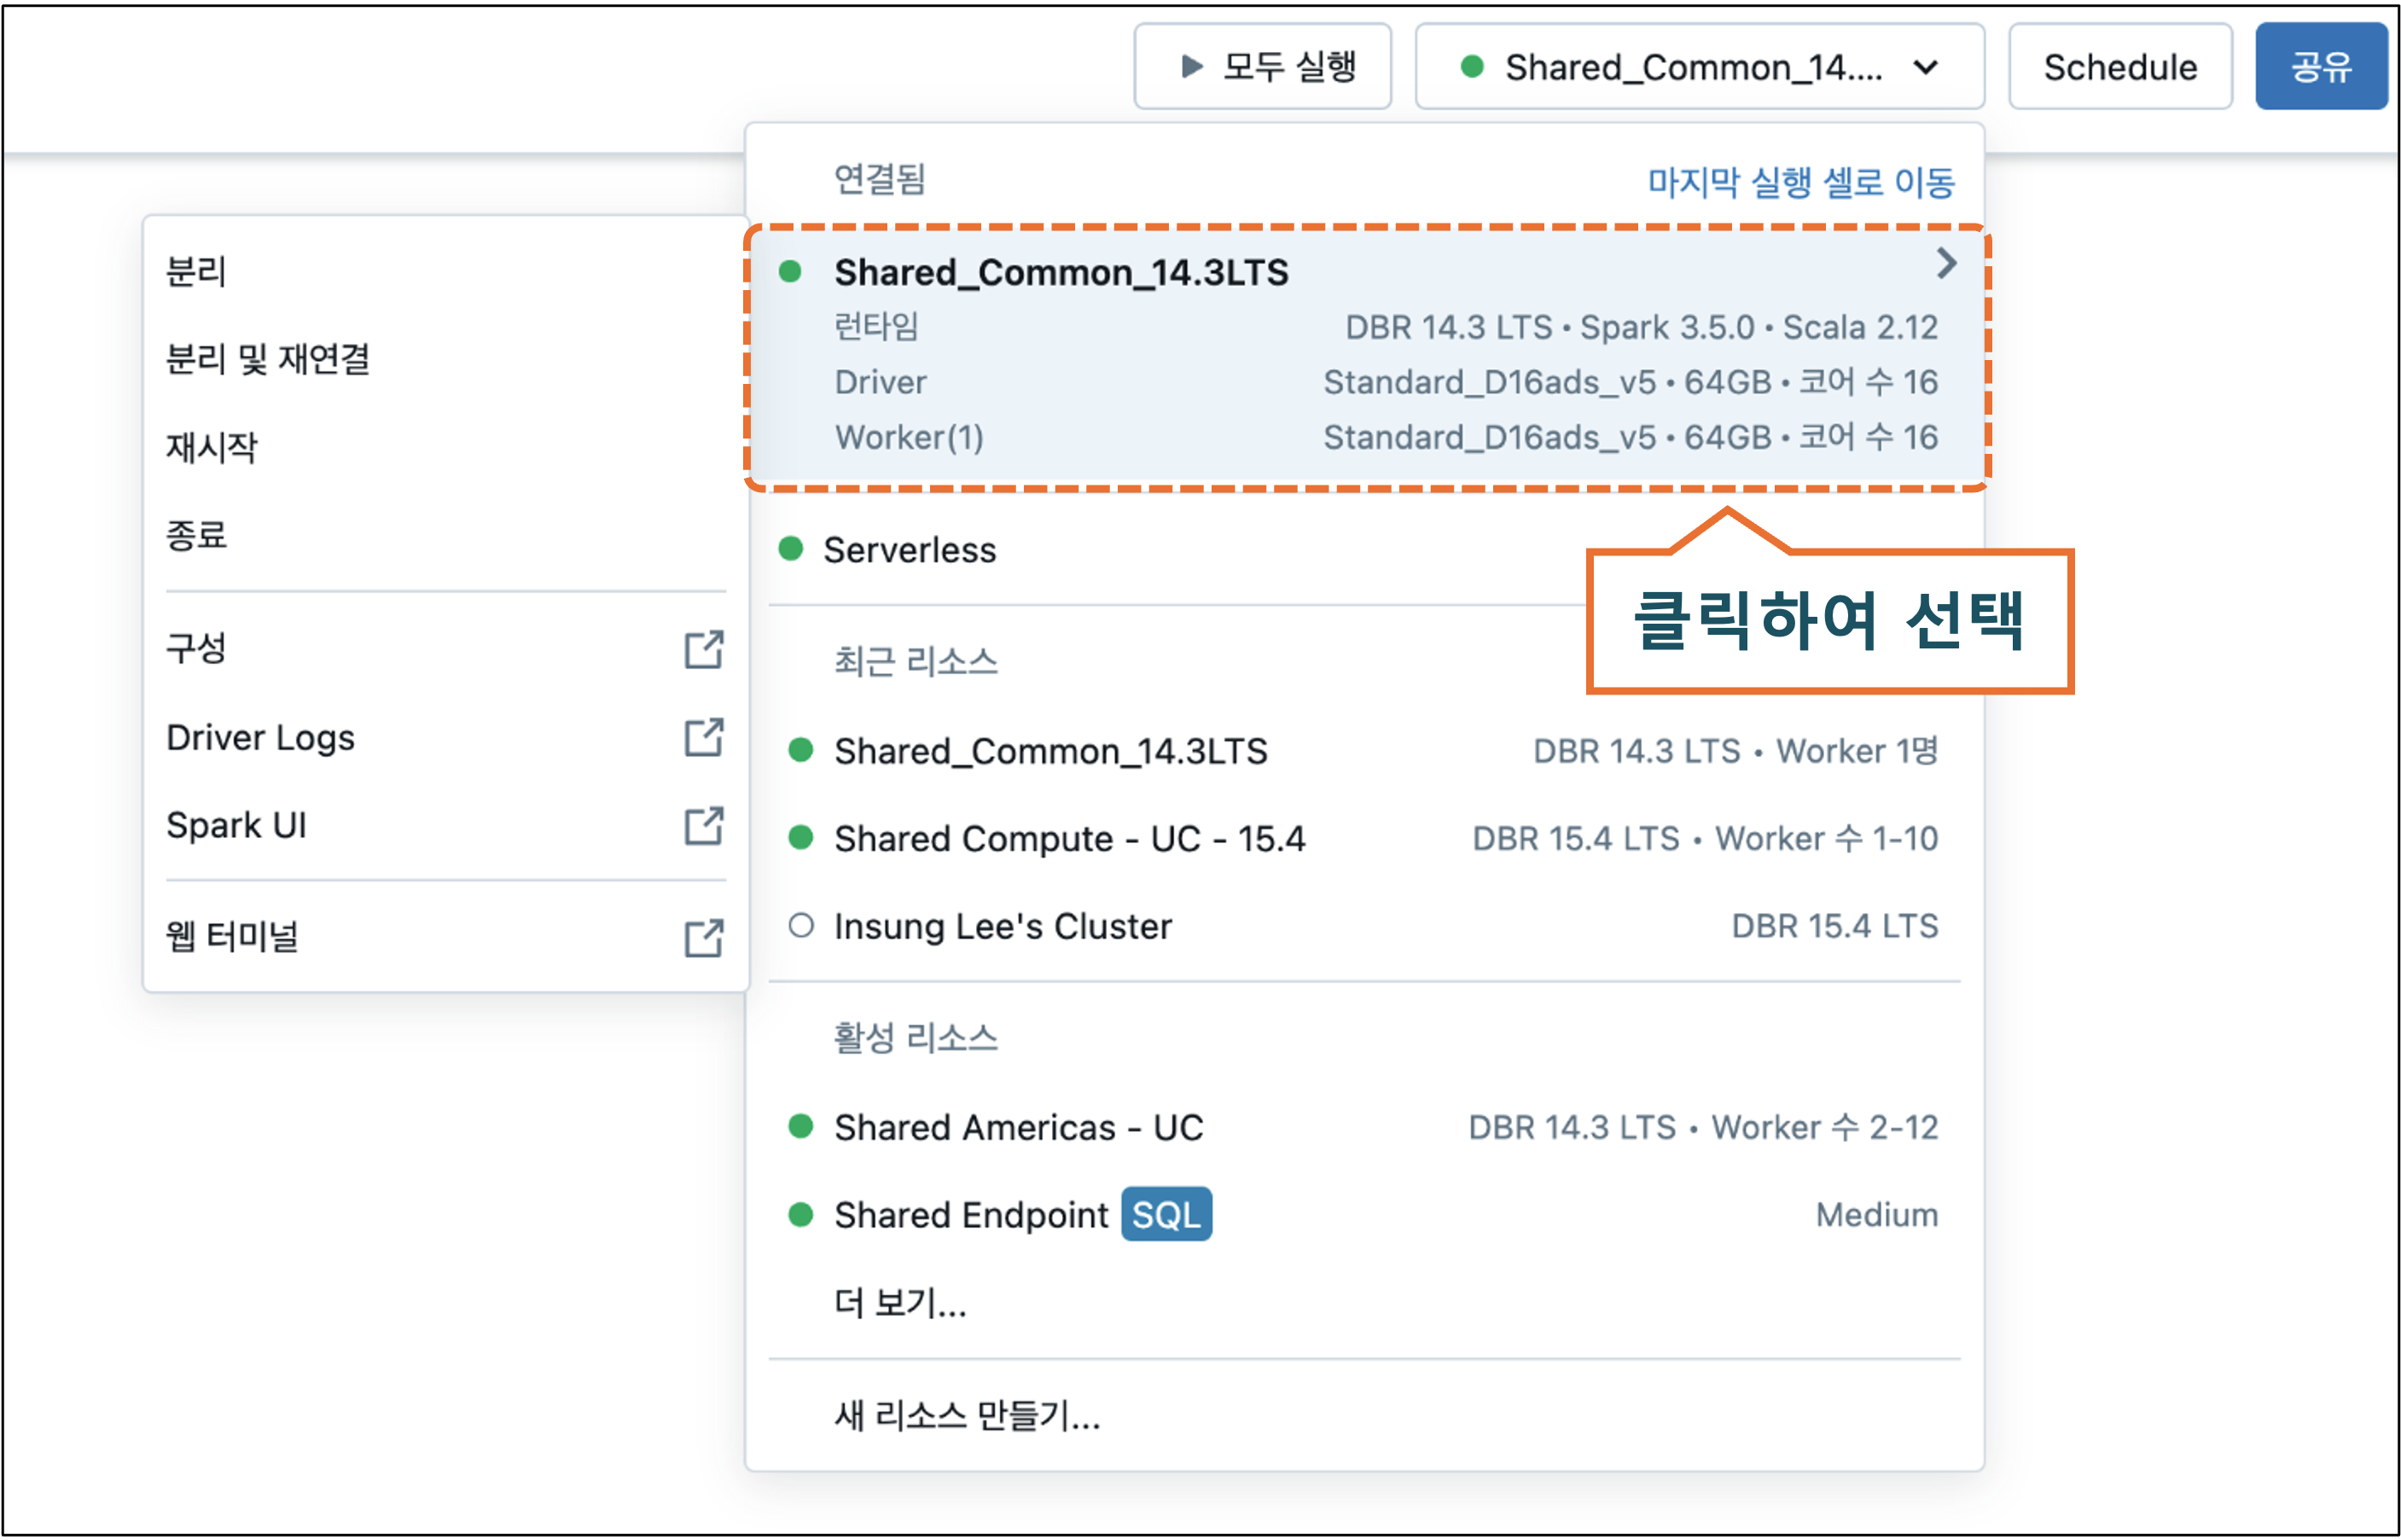 모두 실행
Shared_Common_14....
Schedule
공유
연결됨
마지막 실행 셀로 이동
Shared_Common_14.3LTS
런타임 DBR 14.3 LTS • Spark 3.5.0 • Scala 2.12
Driver Standard_D16ads_v5 • 64GB • 코어 수 16
Worker(1) Standard_D16ads_v5 • 64GB • 코어 수 16
클릭하여 선택
분리
분리 및 재연결
재시작
종료
구성
Driver Logs
Spark UI
웹 터미널
Serverless
최근 리소스
Shared_Common_14.3LTS DBR 14.3 LTS • Worker 1명
Shared Compute - UC - 15.4 DBR 15.4 LTS • Worker 수 1-10
Insung Lee's Cluster DBR 15.4 LTS
활성 리소스
Shared Americas - UC DBR 14.3 LTS • Worker 수 2-12
Shared Endpoint SQL Medium
더 보기...
새 리소스 만들기...